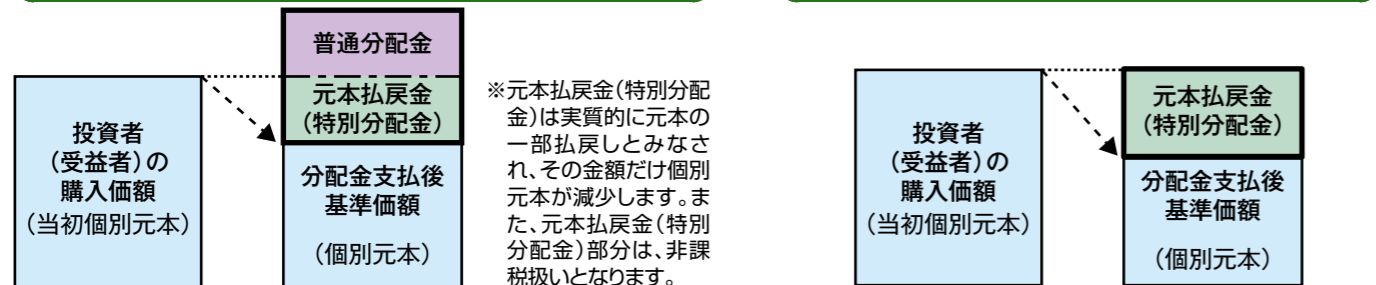 普通分配金
元本払戻金
（特別分配金）
投資者
（受益者）の
購入価額
（当初個別元本）
分配金支払後
基準価額
（個別元本）
※元本払戻金（特別分配
金）は実質的に元本の
一部払戻しとみなさ
れ、その金額だけ個別
元本が減少します。ま
た、元本払戻金（特別
分配金）部分は、非課
税扱いとなります。
投資者
（受益者）の
購入価額
（当初個別元本）
元本払戻金
（特別分配金）
分配金支払後
基準価額
（個別元本）